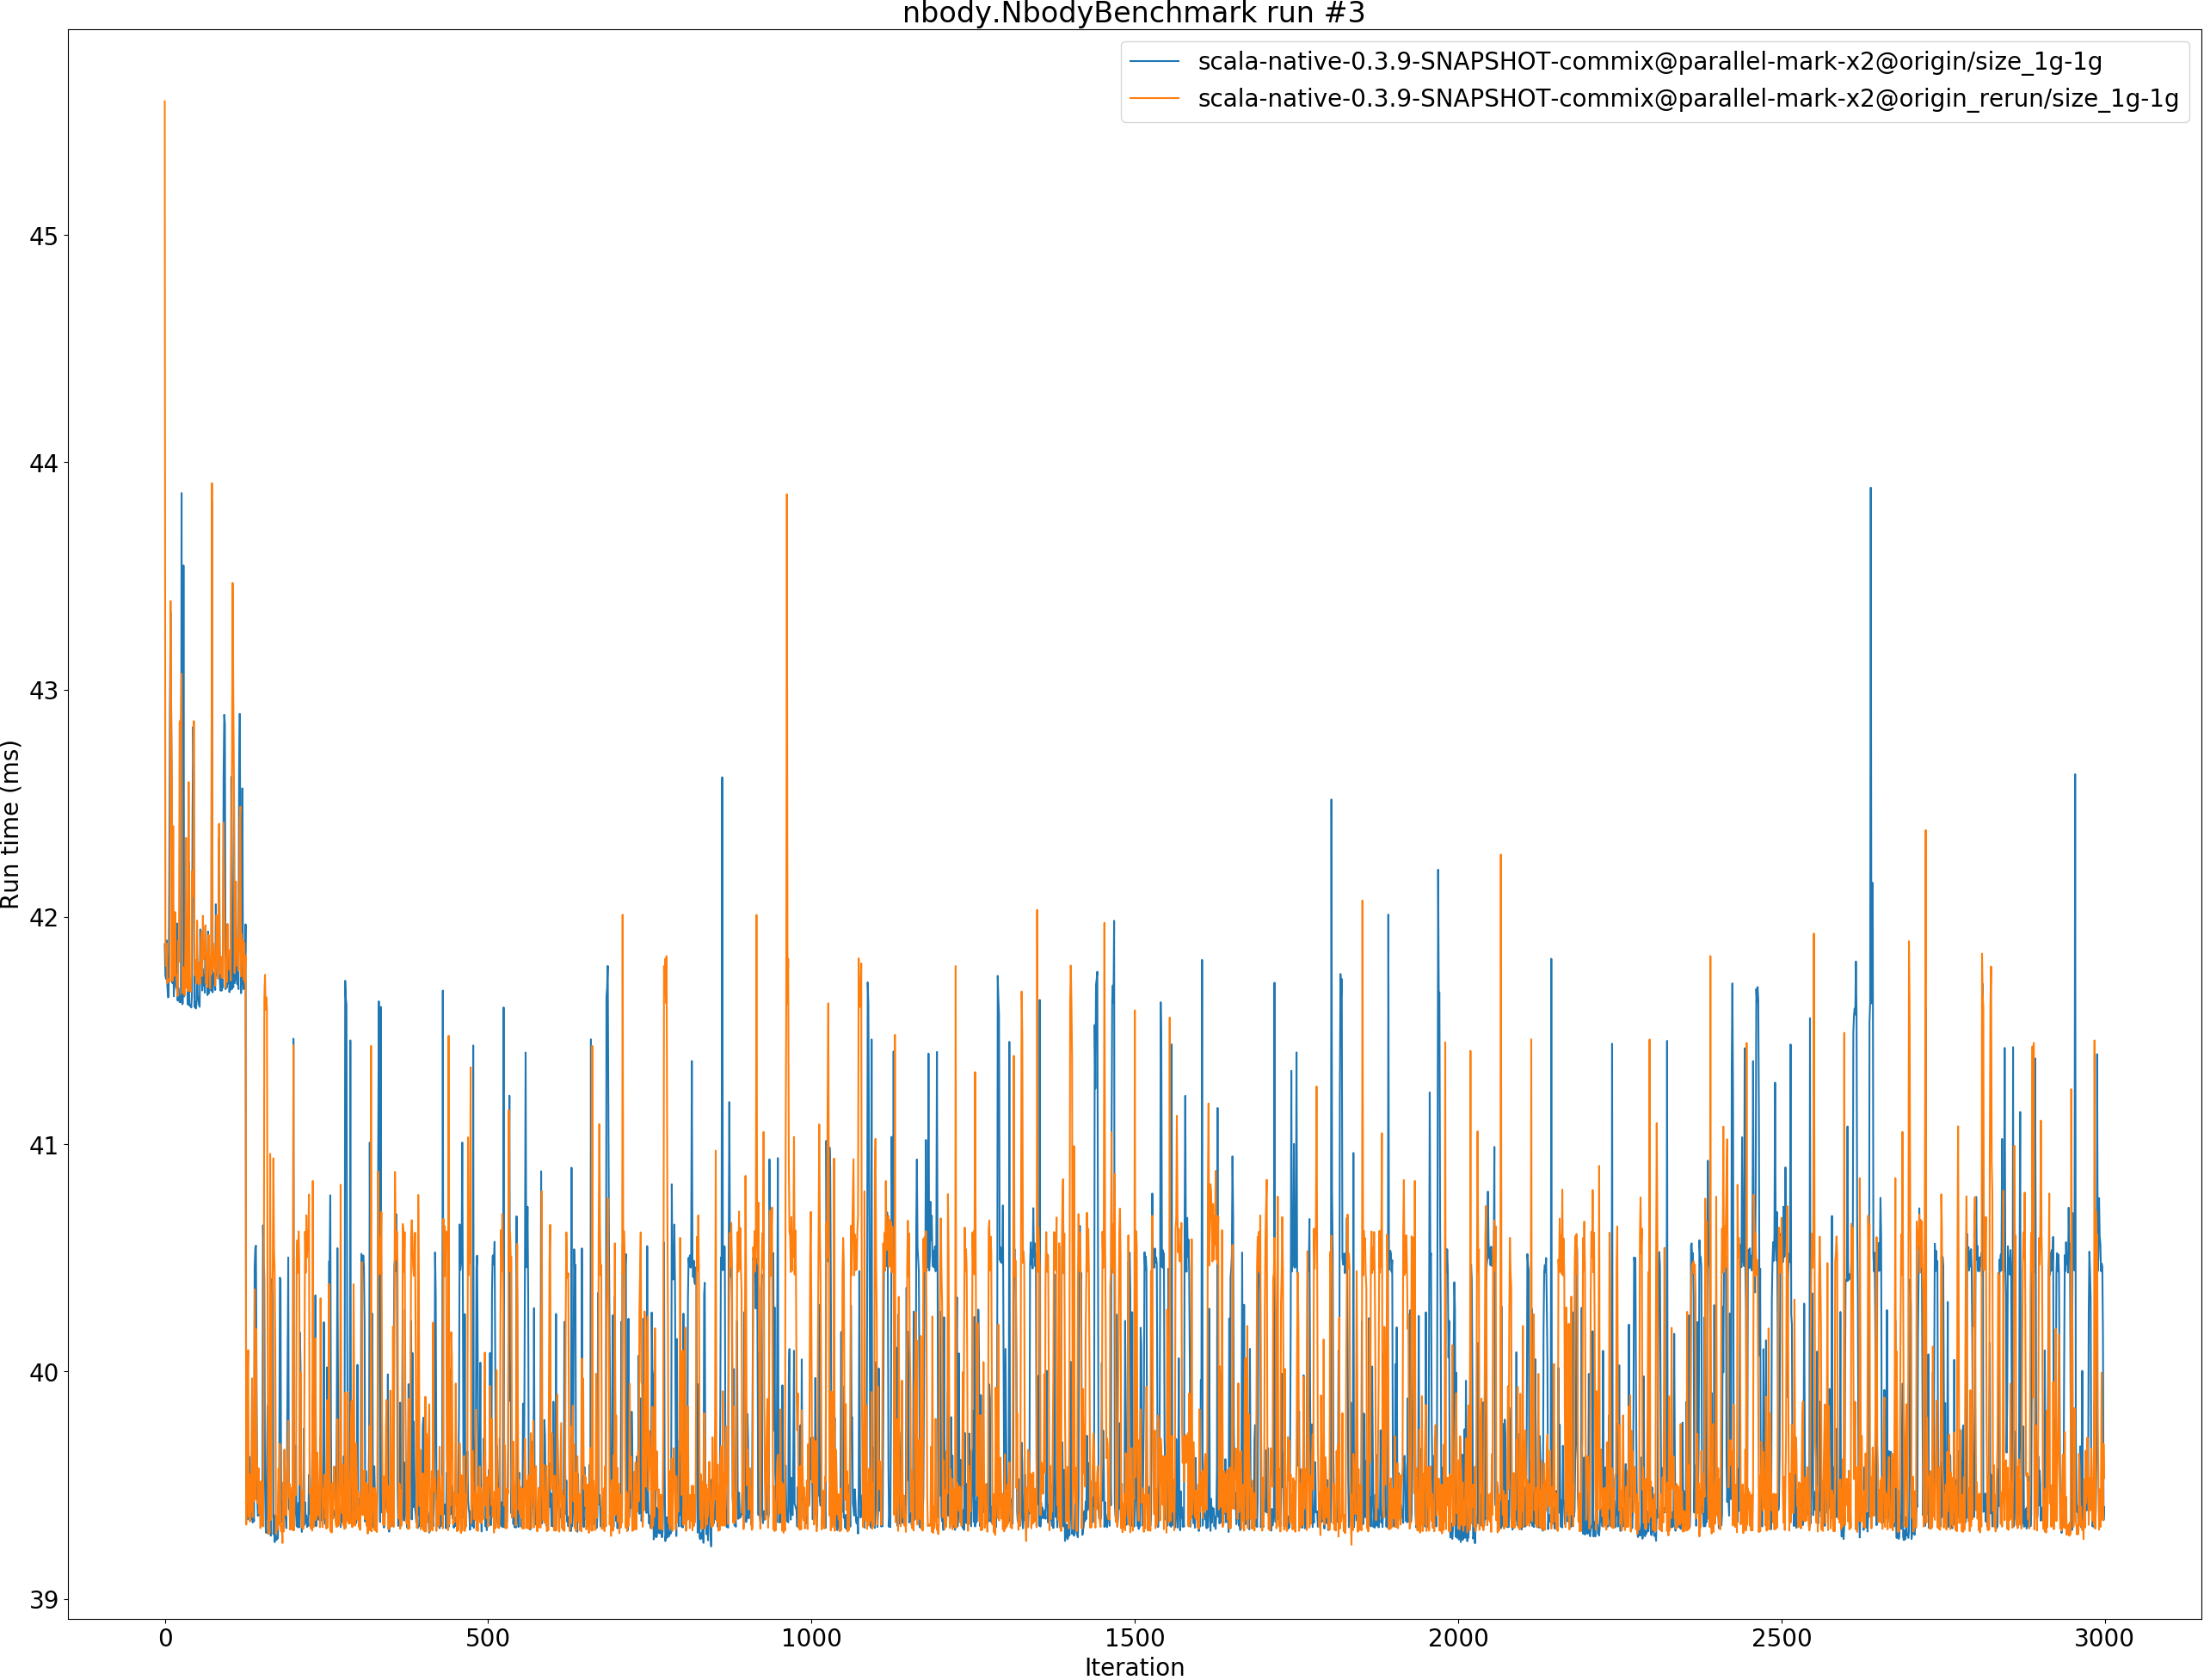 nbody.NbodyBenchmark run #3
scala-native-0.3.9-SNAPSHOT-commix@parallel-mark-x2@origin/size_1g-1g
scala-native-0.3.9-SNAPSHOT-commix@parallel-mark-x2@origin_rerun/size_1g-1g
45
44
43
42
41
40
39
Run time (ms)
0 500 1000 1500 2000 2500 3000
Iteration